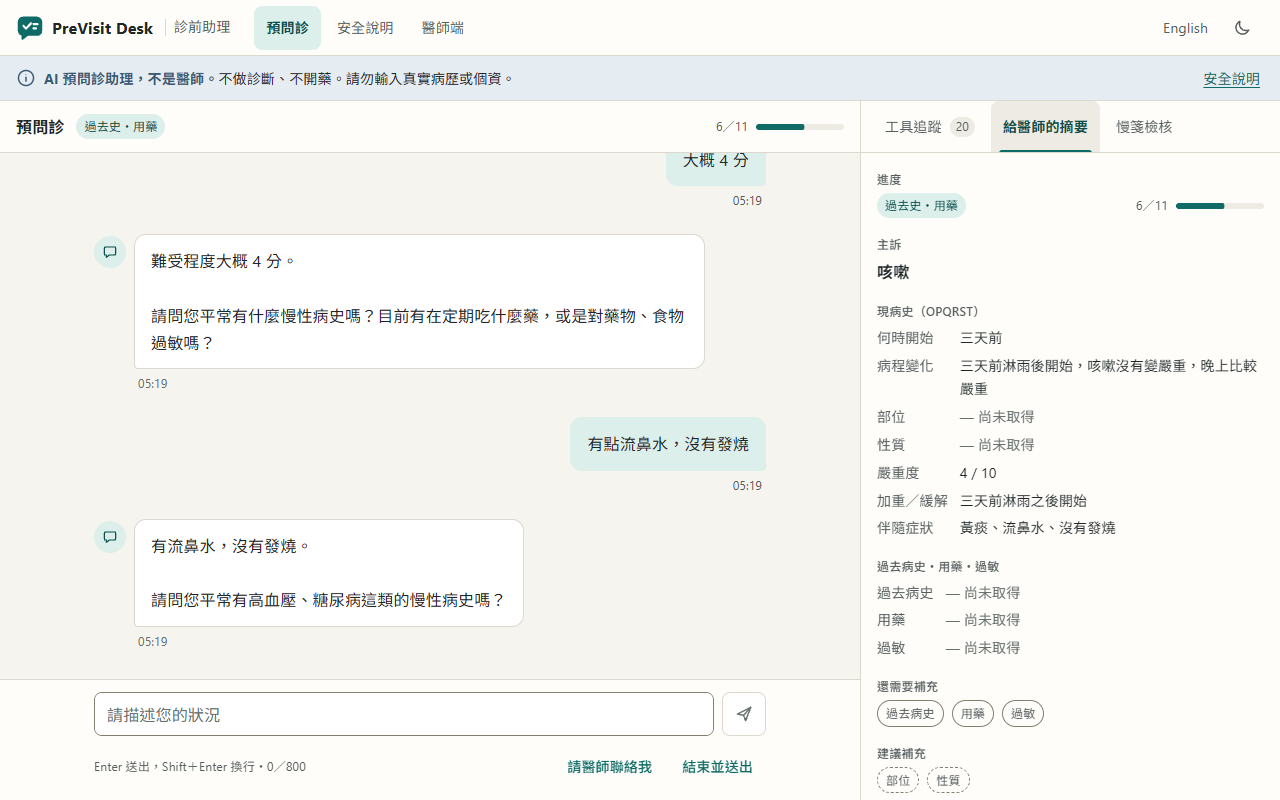 PreVisit Desk 診前助理 預問診 安全說明 醫師端 English
AI 預問診助理，不是醫師。不做診斷、不開藥。請勿輸入真實病歷或個資。 安全說明
預問診 過去史・用藥 6／11
大概 4 分
05:19
難受程度大概 4 分。
請問您平常有什麼慢性病史嗎？目前有在定期吃什麼藥，或是對藥物、食物
過敏嗎？
05:19
有點流鼻水，沒有發燒
05:19
有流鼻水，沒有發燒。
請問您平常有高血壓、糖尿病這類的慢性病史嗎？
05:19
請描述您的狀況
Enter 送出，Shift＋Enter 換行・0／800 請醫師聯絡我 結束並送出
工具追蹤 20 給醫師的摘要 慢箋檢核
進度
過去史・用藥 6／11
主訴
咳嗽
現病史（OPQRST）
何時開始 三天前
病程變化 三天前淋雨後開始，咳嗽沒有變嚴重，晚上比較
嚴重
部位 — 尚未取得
性質 — 尚未取得
嚴重度 4 / 10
加重／緩解 三天前淋雨之後開始
伴隨症狀 黃痰、流鼻水、沒有發燒
過去病史・用藥・過敏
過去病史 — 尚未取得
用藥 — 尚未取得
過敏 — 尚未取得
還需要補充
過去病史 用藥 過敏
建議補充
部位 性質